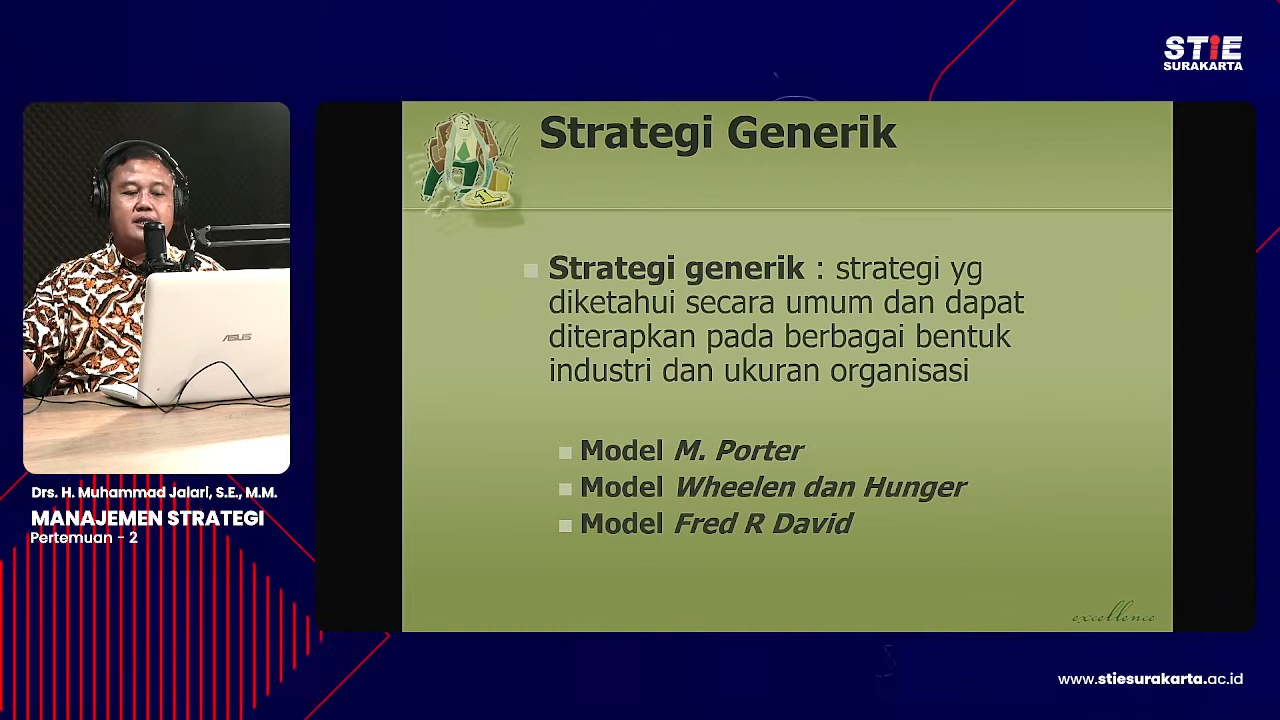 STIE
SURAKARTA
Strategi Generik
Strategi generik : strategi yg
diketahui secara umum dan dapat
diterapkan pada berbagai bentuk
industri dan ukuran organisasi
Model M. Porter
Model Wheelen dan Hunger
Model Fred R David
excellence
ASUS
Drs. H. Muhammad Jalari, S.E., M.M.
MANAJEMEN STRATEGI
Pertemuan - 2
www.stiesurakarta.ac.id